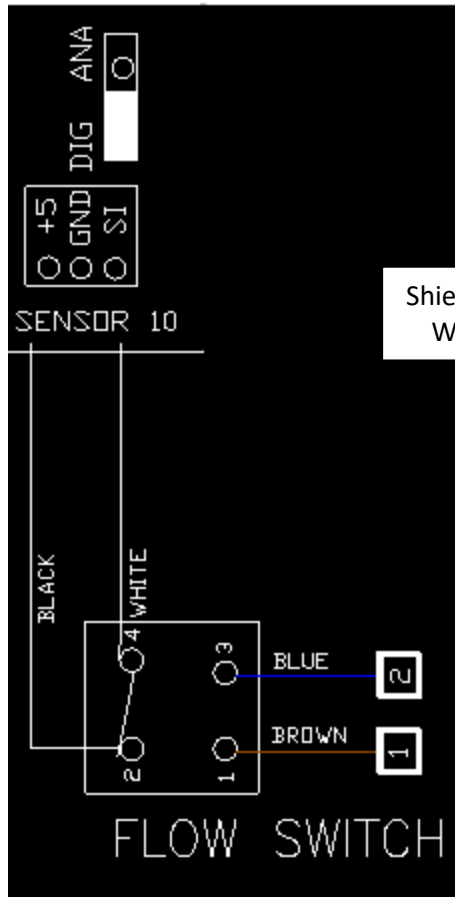 ANA
DIG
+5
GND
SI
SENSOR 10
Shie
W
BLACK
WHITE
4
3
BLUE
2
2
1
BROWN
1
FLOW SWITCH